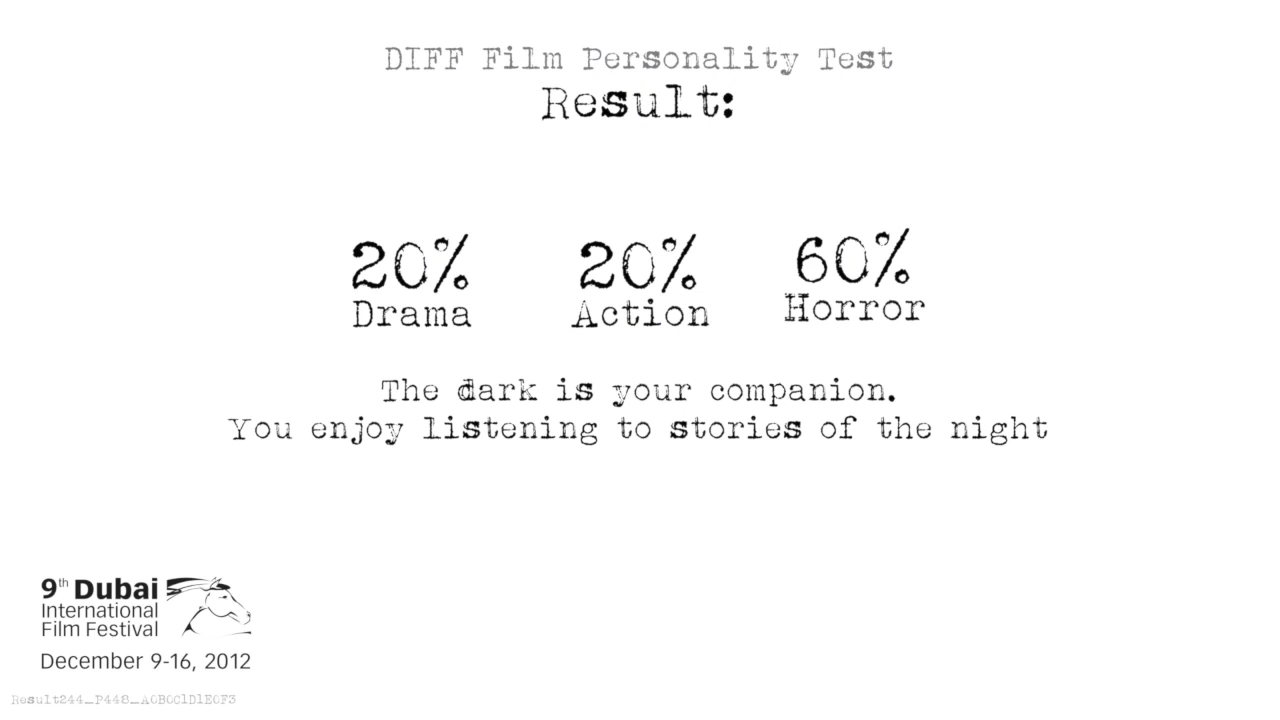 DIFF Film Personality Test
Result:
20% 20% 60%
Drama Action Horror
The dark is your companion.
You enjoy listening to stories of the night
9th Dubai
International
Film Festival
December 9-16, 2012
Result244_P448_A0B0C1D1E0F3